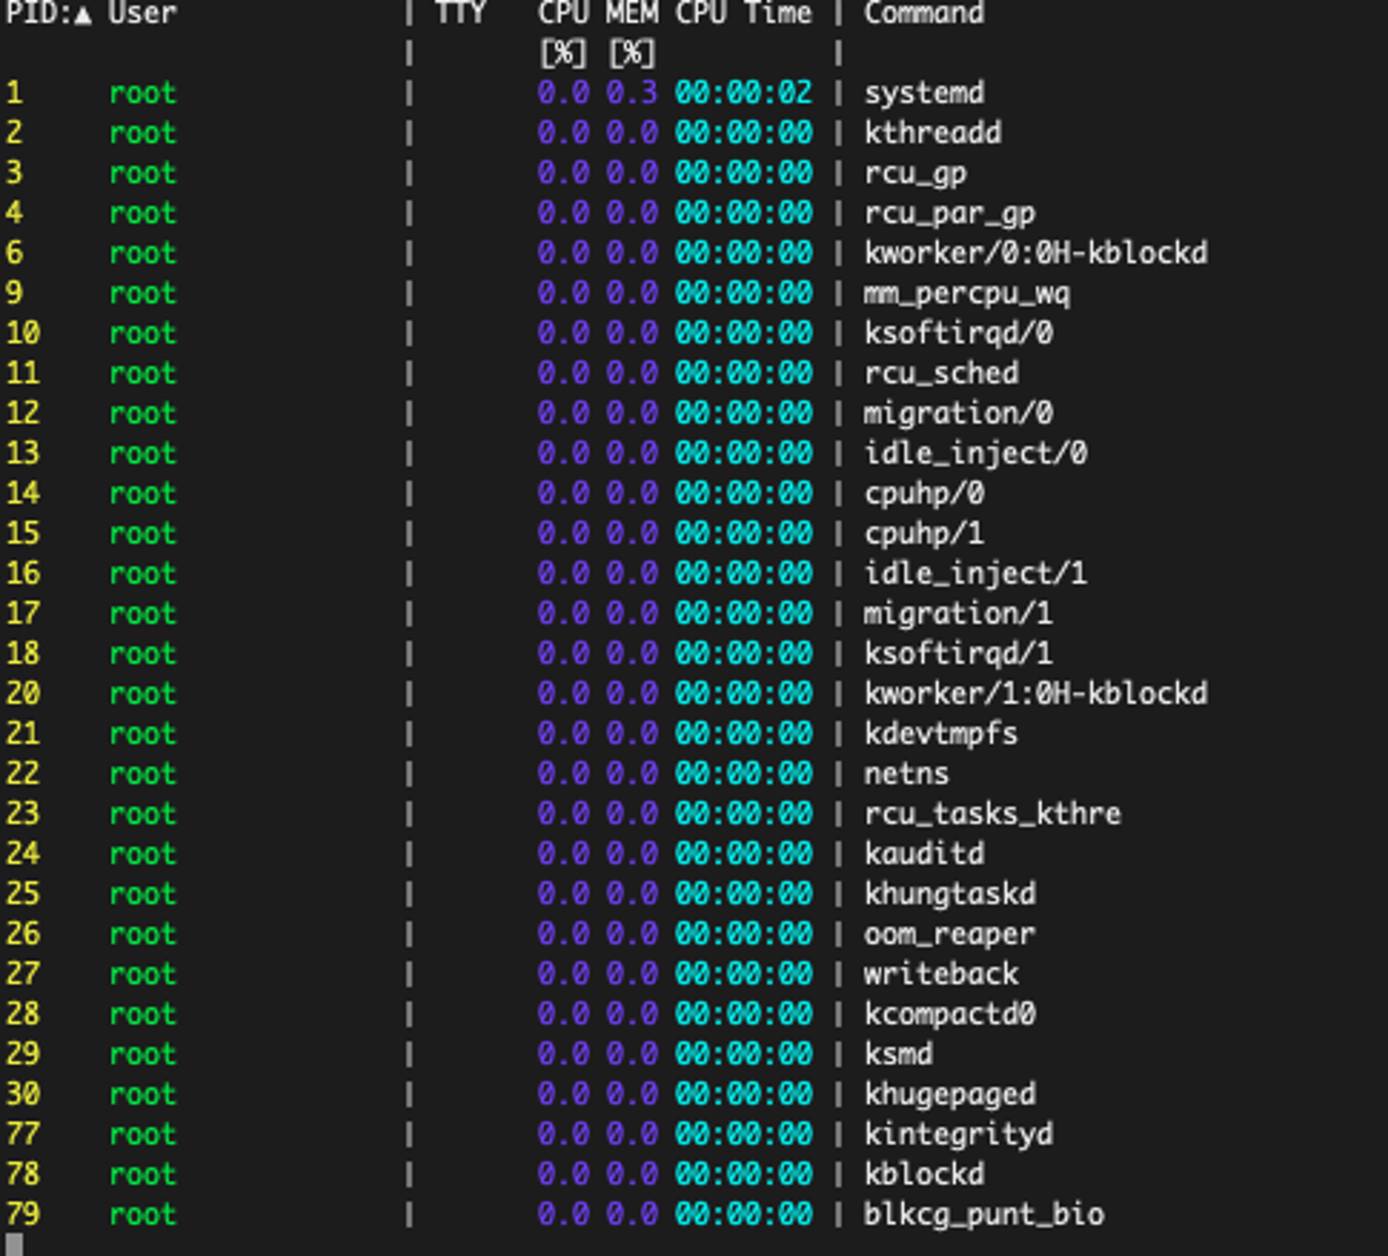 PID:▲ User | TTY CPU MEM CPU Time | Command
| [%] [%] |
1 root | 0.0 0.3 00:00:02 | systemd
2 root | 0.0 0.0 00:00:00 | kthreadd
3 root | 0.0 0.0 00:00:00 | rcu_gp
4 root | 0.0 0.0 00:00:00 | rcu_par_gp
6 root | 0.0 0.0 00:00:00 | kworker/0:0H-kblockd
9 root | 0.0 0.0 00:00:00 | mm_percpu_wq
10 root | 0.0 0.0 00:00:00 | ksoftirqd/0
11 root | 0.0 0.0 00:00:00 | rcu_sched
12 root | 0.0 0.0 00:00:00 | migration/0
13 root | 0.0 0.0 00:00:00 | idle_inject/0
14 root | 0.0 0.0 00:00:00 | cpuhp/0
15 root | 0.0 0.0 00:00:00 | cpuhp/1
16 root | 0.0 0.0 00:00:00 | idle_inject/1
17 root | 0.0 0.0 00:00:00 | migration/1
18 root | 0.0 0.0 00:00:00 | ksoftirqd/1
20 root | 0.0 0.0 00:00:00 | kworker/1:0H-kblockd
21 root | 0.0 0.0 00:00:00 | kdevtmpfs
22 root | 0.0 0.0 00:00:00 | netns
23 root | 0.0 0.0 00:00:00 | rcu_tasks_kthre
24 root | 0.0 0.0 00:00:00 | kauditd
25 root | 0.0 0.0 00:00:00 | khungtaskd
26 root | 0.0 0.0 00:00:00 | oom_reaper
27 root | 0.0 0.0 00:00:00 | writeback
28 root | 0.0 0.0 00:00:00 | kcompactd0
29 root | 0.0 0.0 00:00:00 | ksmd
30 root | 0.0 0.0 00:00:00 | khugepaged
77 root | 0.0 0.0 00:00:00 | kintegrityd
78 root | 0.0 0.0 00:00:00 | kblockd
79 root | 0.0 0.0 00:00:00 | blkcg_punt_bio